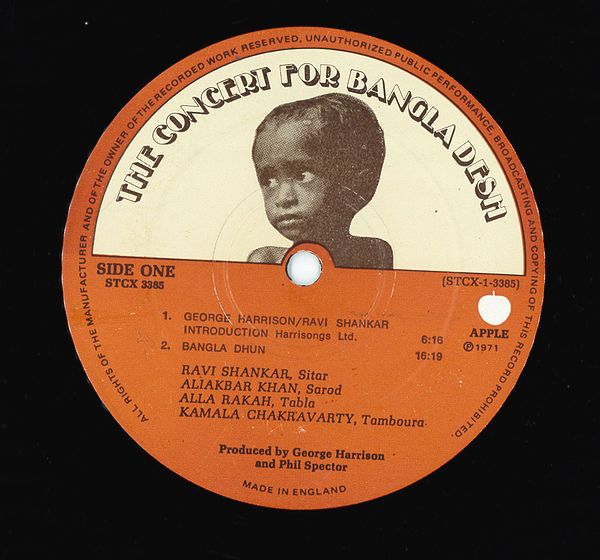 ALL RIGHTS OF THE MANUFACTURER AND OF THE OWNER OF THE RECORDED WORK RESERVED, UNAUTHORIZED PUBLIC PERFORMANCE, BROADCASTING AND COPYING OF THIS RECORD PROHIBITED.
THE CONCERT FOR BANGLA DESH
SIDE ONE
STCX 3385
(STCX-1-3385)
1. GEORGE HARRISON/RAVI SHANKAR
INTRODUCTION Harrisongs Ltd. 6:16
2. BANGLA DHUN 16:19
APPLE
℗ 1971
RAVI SHANKAR, Sitar
ALIAKBAR KHAN, Sarod
ALLA RAKAH, Tabla
KAMALA CHAKRAVARTY, Tamboura
Produced by George Harrison
and Phil Spector
MADE IN ENGLAND